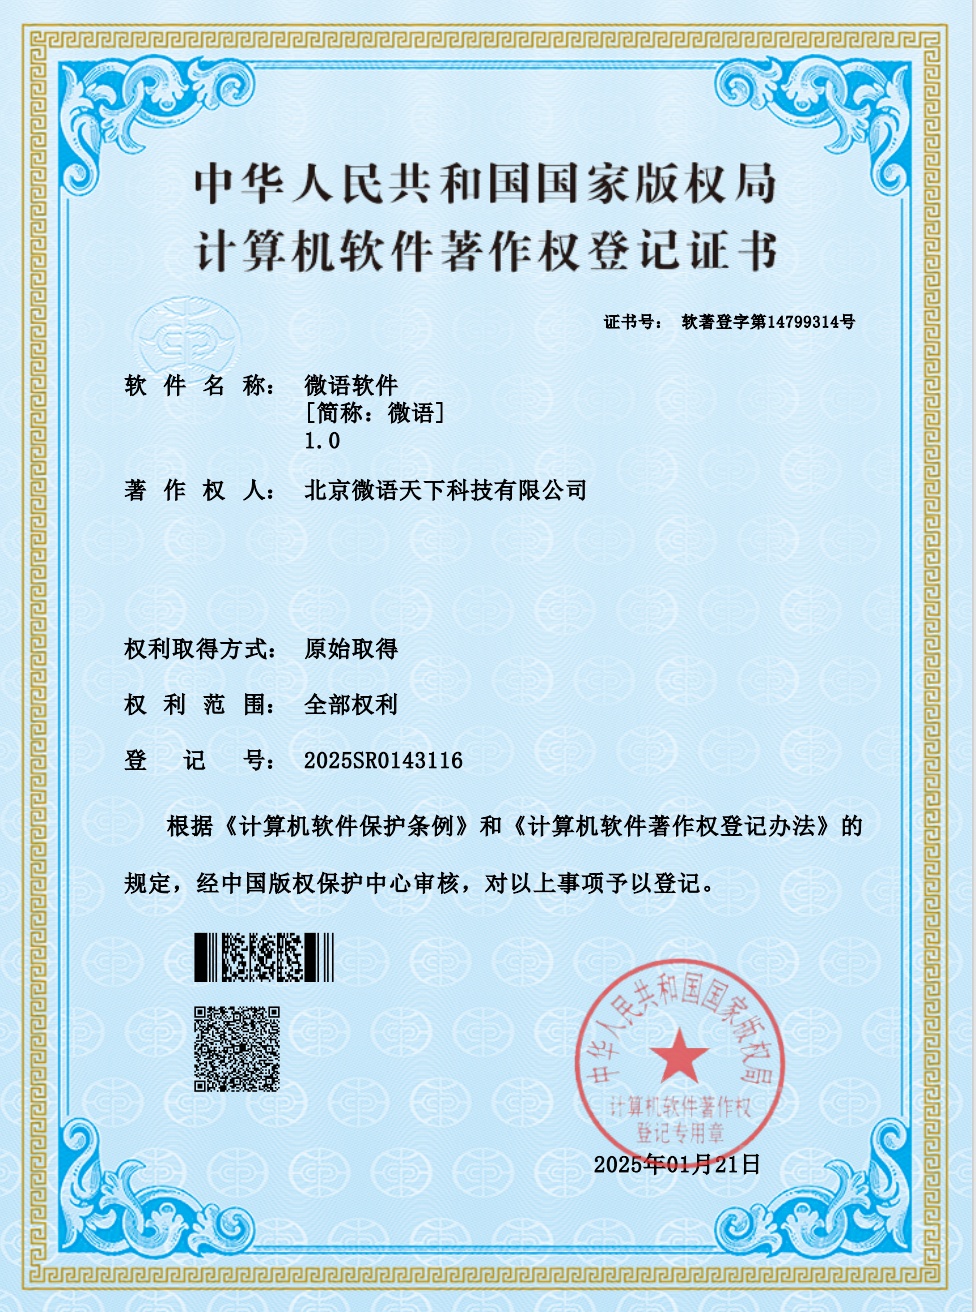 中华人民共和国国家版权局
计算机软件著作权登记证书
证书号： 软著登字第14799314号
软件名称： 微语软件
[简称：微语]
1.0
著作权人： 北京微语天下科技有限公司
权利取得方式： 原始取得
权利范围： 全部权利
登记号： 2025SR0143116
根据《计算机软件保护条例》和《计算机软件著作权登记办法》的
规定，经中国版权保护中心审核，对以上事项予以登记。
中华人民共和国国家版权局
计算机软件著作权
登记专用章
2025年01月21日